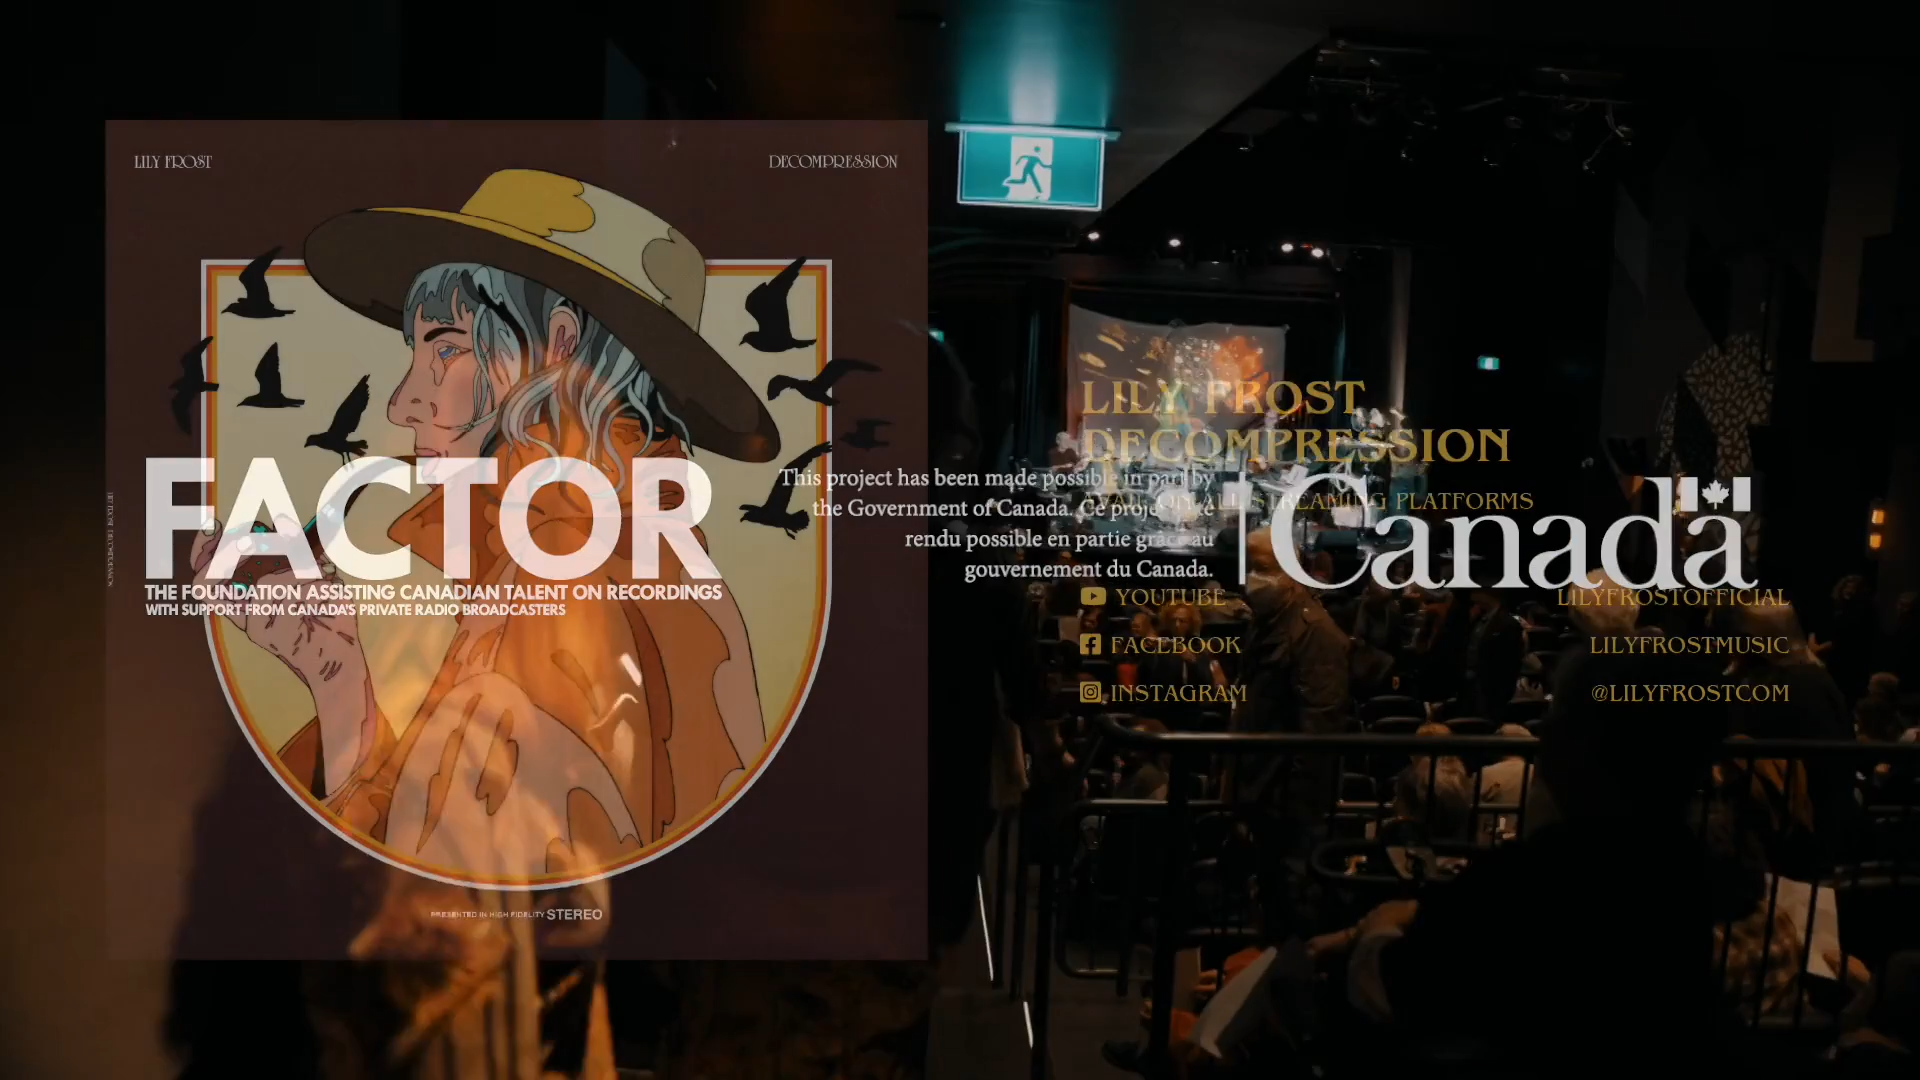 LILY FROST
DECOMPRESSION
LILY FROST
DECOMPRESSION
AVAIL ON ALL STREAMING PLATFORMS
FACTOR
THE FOUNDATION ASSISTING CANADIAN TALENT ON RECORDINGS
WITH SUPPORT FROM CANADA'S PRIVATE RADIO BROADCASTERS
This project has been made possible in part by
the Government of Canada. Ce projet a été
rendu possible en partie grâce au
gouvernement du Canada.
Canada
YOUTUBE LILYFROSTOFFICIAL
FACEBOOK LILYFROSTMUSIC
INSTAGRAM @LILYFROSTCOM
PRESENTED IN HIGH FIDELITY STEREO